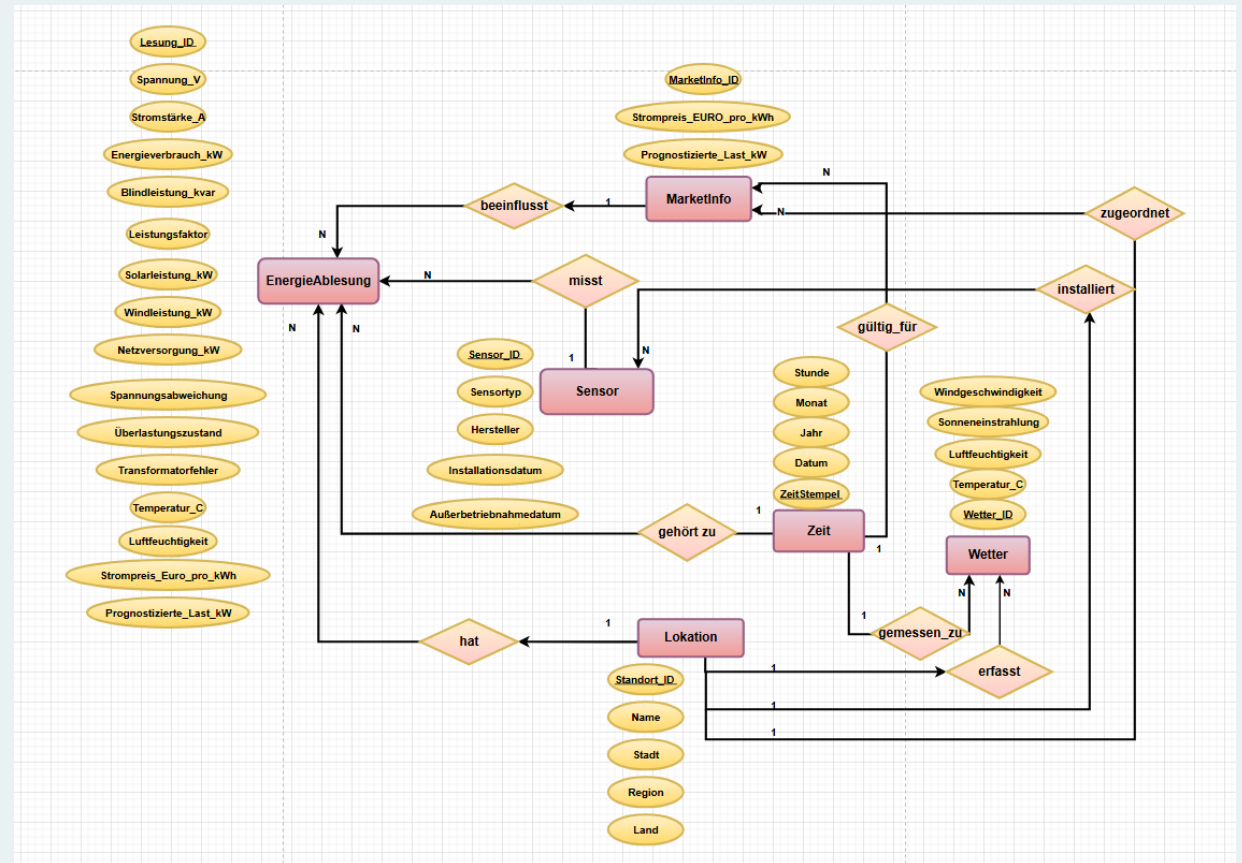 Lesung_ID
Spannung_V
Stromstärke_A
Energieverbrauch_kW
Blindleistung_kvar
Leistungsfaktor
Solarleistung_kW
Windleistung_kW
Netzversorgung_kW
Spannungsabweichung
Überlastungszustand
Transformatorfehler
Temperatur_C
Luftfeuchtigkeit
Strompreis_Euro_pro_kWh
Prognostizierte_Last_kW
EnergieAblesung
N
N
N
N
beeinflusst
1
MarketInfo_ID
Strompreis_EURO_pro_kWh
Prognostizierte_Last_kW
MarketInfo
N
N
zugeordnet
misst
1
installiert
N
gültig_für
Sensor_ID
Sensortyp
Hersteller
Installationsdatum
Außerbetriebnahmedatum
Sensor
Stunde
Monat
Jahr
Datum
ZeitStempel
Zeit
1
1
1
gehört zu
Windgeschwindigkeit
Sonneneinstrahlung
Luftfeuchtigkeit
Temperatur_C
Wetter_ID
Wetter
N
N
gemessen_zu
erfasst
hat
1
Lokation
1
1
1
Standort_ID
Name
Stadt
Region
Land